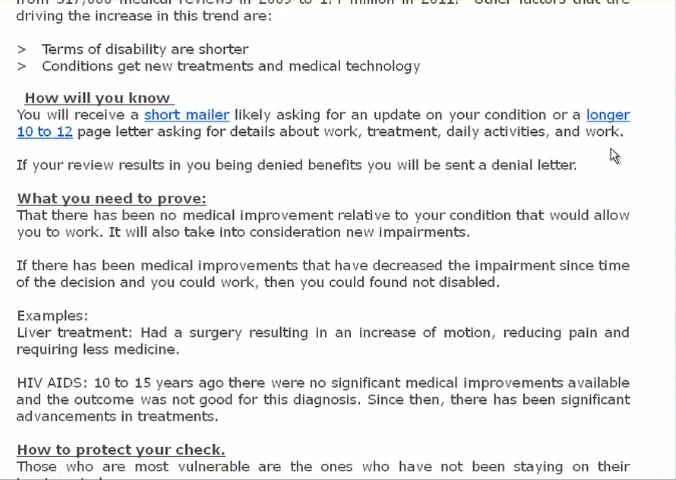 driving the increase in this trend are:
> Terms of disability are shorter
> Conditions get new treatments and medical technology
How will you know
You will receive a short mailer likely asking for an update on your condition or a longer
10 to 12 page letter asking for details about work, treatment, daily activities, and work.
If your review results in you being denied benefits you will be sent a denial letter.
What you need to prove:
That there has been no medical improvement relative to your condition that would allow
you to work. It will also take into consideration new impairments.
If there has been medical improvements that have decreased the impairment since time
of the decision and you could work, then you could found not disabled.
Examples:
Liver treatment: Had a surgery resulting in an increase of motion, reducing pain and
requiring less medicine.
HIV AIDS: 10 to 15 years ago there were no significant medical improvements available
and the outcome was not good for this diagnosis. Since then, there has been significant
advancements in treatments.
How to protect your check.
Those who are most vulnerable are the ones who have not been staying on their